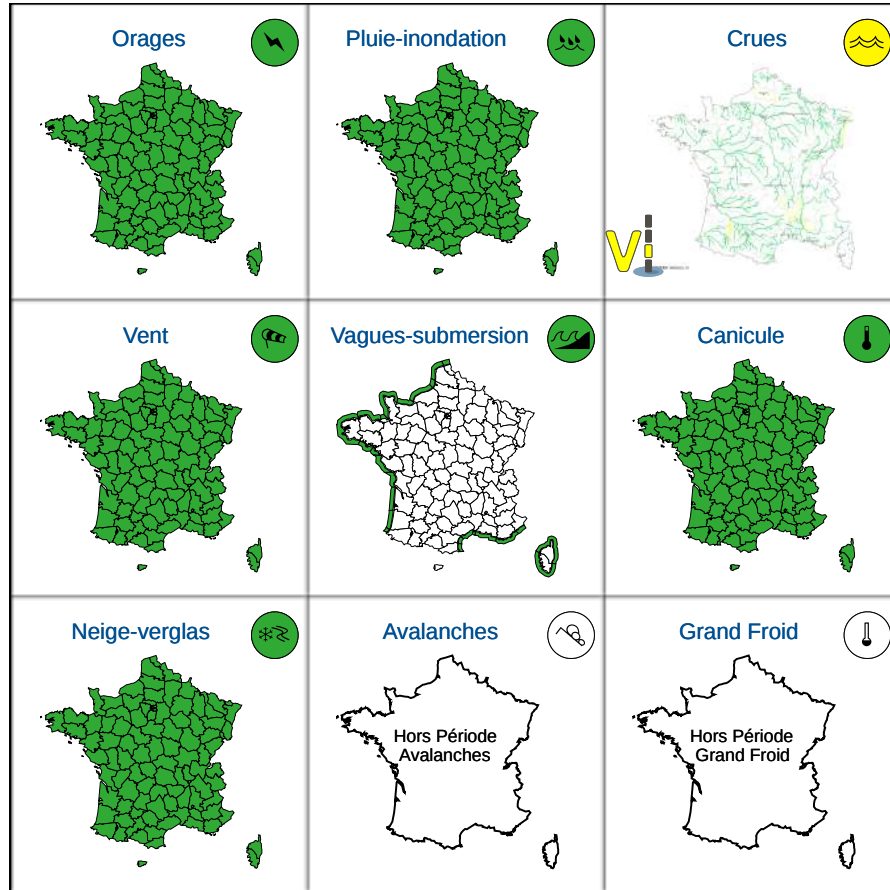 Orages
Pluie-inondation
Crues
Vi
Vent
Vagues-submersion
Canicule
Neige-verglas
Avalanches
Grand Froid
Hors Période
Avalanches
Hors Période
Grand Froid